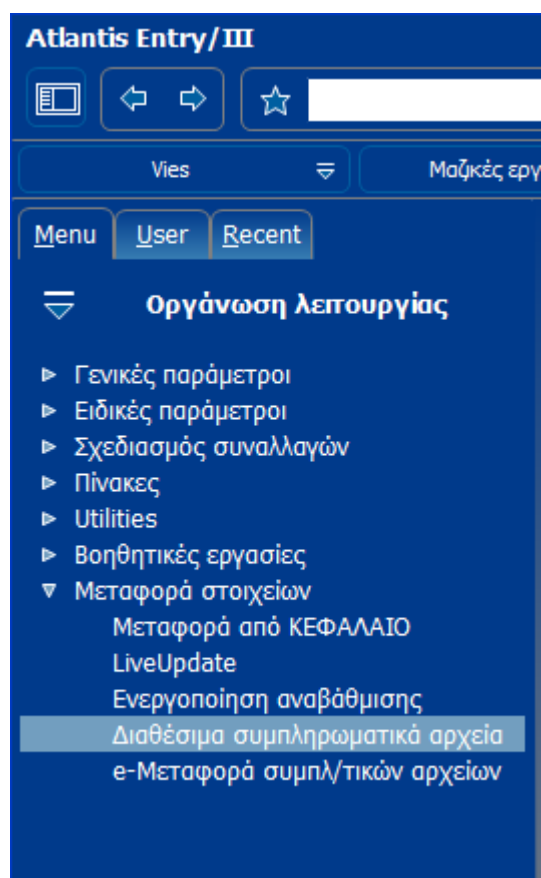 Atlantis Entry/III
Vies
Μαζικές εργ
Menu User Recent
Οργάνωση λειτουργίας
Γενικές παράμετροι
Ειδικές παράμετροι
Σχεδιασμός συναλλαγών
Πίνακες
Utilities
Βοηθητικές εργασίες
Μεταφορά στοιχείων
Μεταφορά από ΚΕΦΑΛΑΙΟ
LiveUpdate
Ενεργοποίηση αναβάθμισης
Διαθέσιμα συμπληρωματικά αρχεία
e-Μεταφορά συμπλ/τικών αρχείων